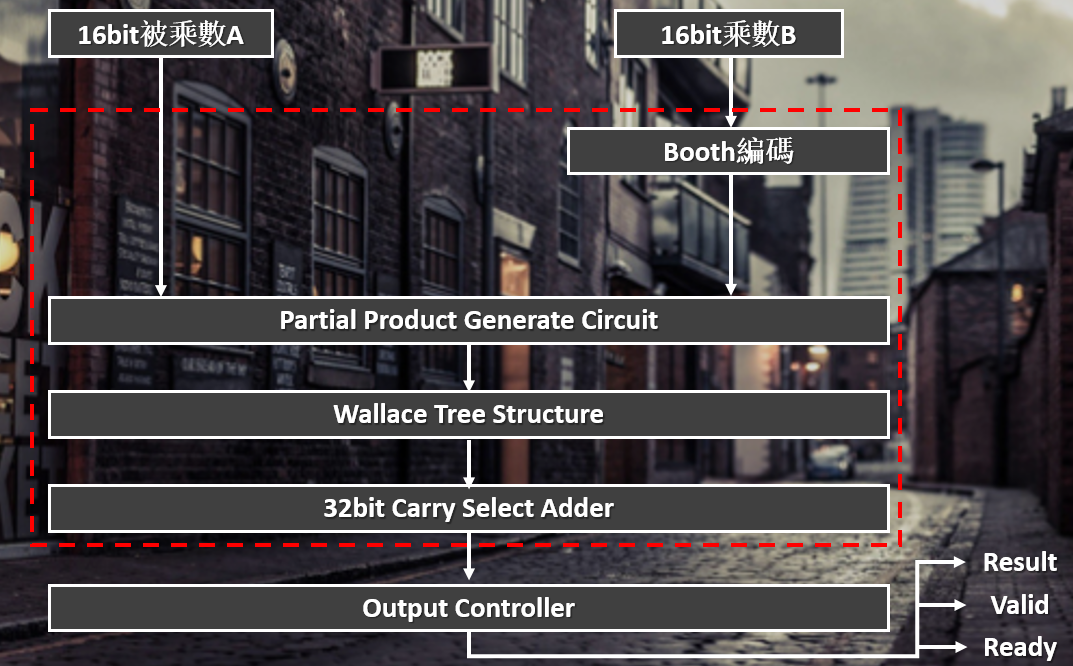 16bit被乘數A
16bit乘數B
Booth編碼
Partial Product Generate Circuit
Wallace Tree Structure
32bit Carry Select Adder
Output Controller
Result
Valid
Ready